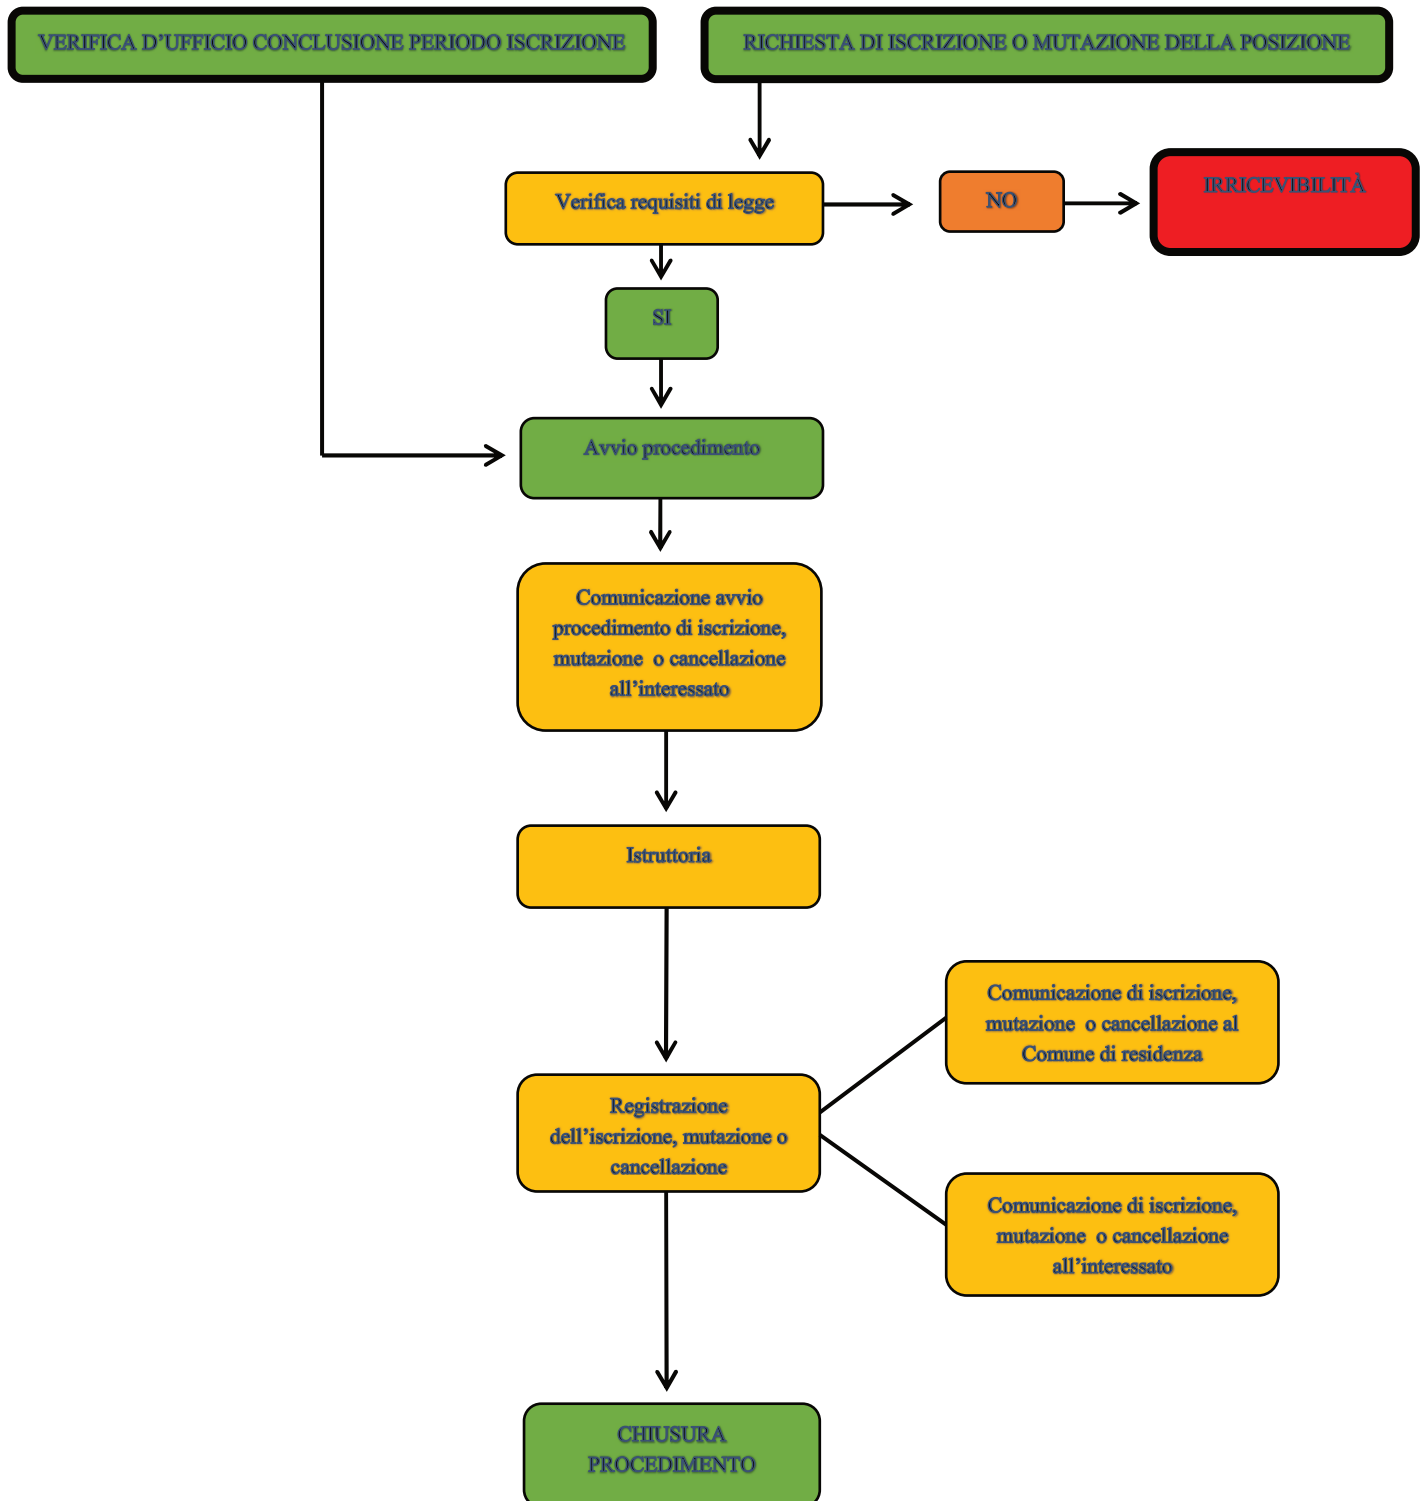 VERIFICA D’UFFICIO CONCLUSIONE PERIODO ISCRIZIONE
RICHIESTA DI ISCRIZIONE O MUTAZIONE DELLA POSIZIONE
Verifica requisiti di legge
NO
IRRICEVIBILITÀ
SI
Avvio procedimento
Comunicazione avvio
procedimento di iscrizione,
mutazione o cancellazione
all’interessato
Istruttoria
Comunicazione di iscrizione,
mutazione o cancellazione al
Comune di residenza
Registrazione
dell’iscrizione, mutazione o
cancellazione
Comunicazione di iscrizione,
mutazione o cancellazione
all’interessato
CHIUSURA
PROCEDIMENTO